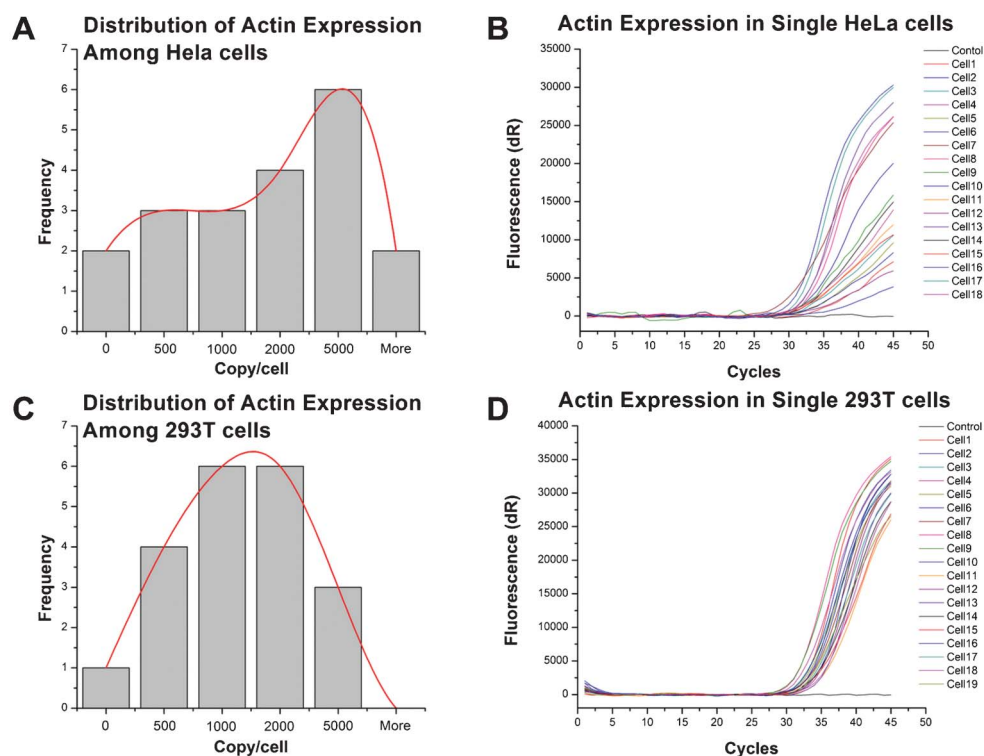 A
Distribution of Actin Expression
Among Hela cells
7
6
5
4
3
2
1
0
Frequency
0 500 1000 2000 5000 More
Copy/cell
B
Actin Expression in Single HeLa cells
35000
30000
25000
20000
15000
10000
5000
0
Fluorescence (dR)
0 5 10 15 20 25 30 35 40 45 50
Cycles
Contol
Cell1
Cell2
Cell3
Cell4
Cell5
Cell6
Cell7
Cell8
Cell9
Cell10
Cell11
Cell12
Cell13
Cell14
Cell15
Cell16
Cell17
Cell18
C
Distribution of Actin Expression
Among 293T cells
7
6
5
4
3
2
1
0
Frequency
0 500 1000 2000 5000 More
Copy/cell
D
Actin Expression in Single 293T cells
40000
35000
30000
25000
20000
15000
10000
5000
0
Fluorescence (dR)
0 5 10 15 20 25 30 35 40 45 50
Cycles
Control
Cell1
Cell2
Cell3
Cell4
Cell5
Cell6
Cell7
Cell8
Cell9
Cell10
Cell11
Cell12
Cell13
Cell14
Cell15
Cell16
Cell17
Cell18
Cell19